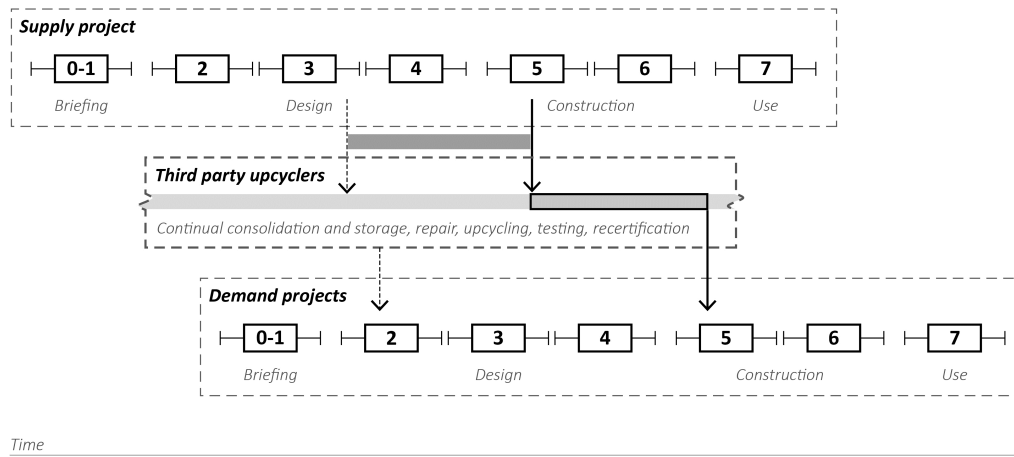 Supply project
0-1 2 3 4 5 6 7
Briefing Design Construction Use
Third party upcyclers
Continual consolidation and storage, repair, upcycling, testing, recertification
Demand projects
0-1 2 3 4 5 6 7
Briefing Design Construction Use
Time